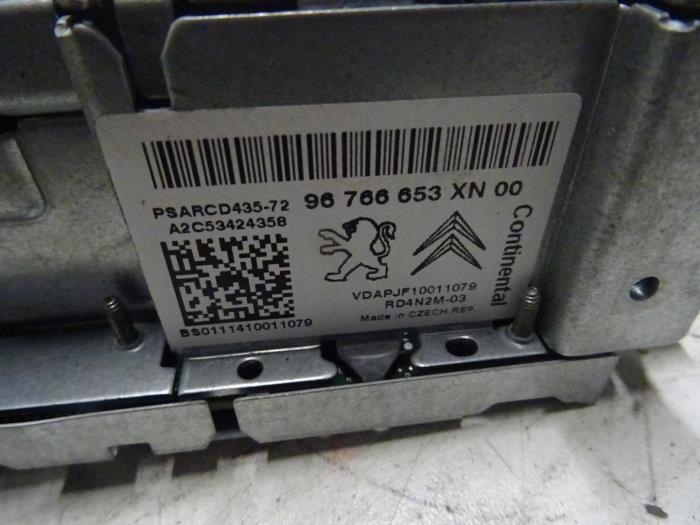 PSARCD435-72 96 766 653 XN 00
A2C53424358
Continental
VDAPJF10011079
RD4N2M-03
Made in CZECH REP
BS0111410011079